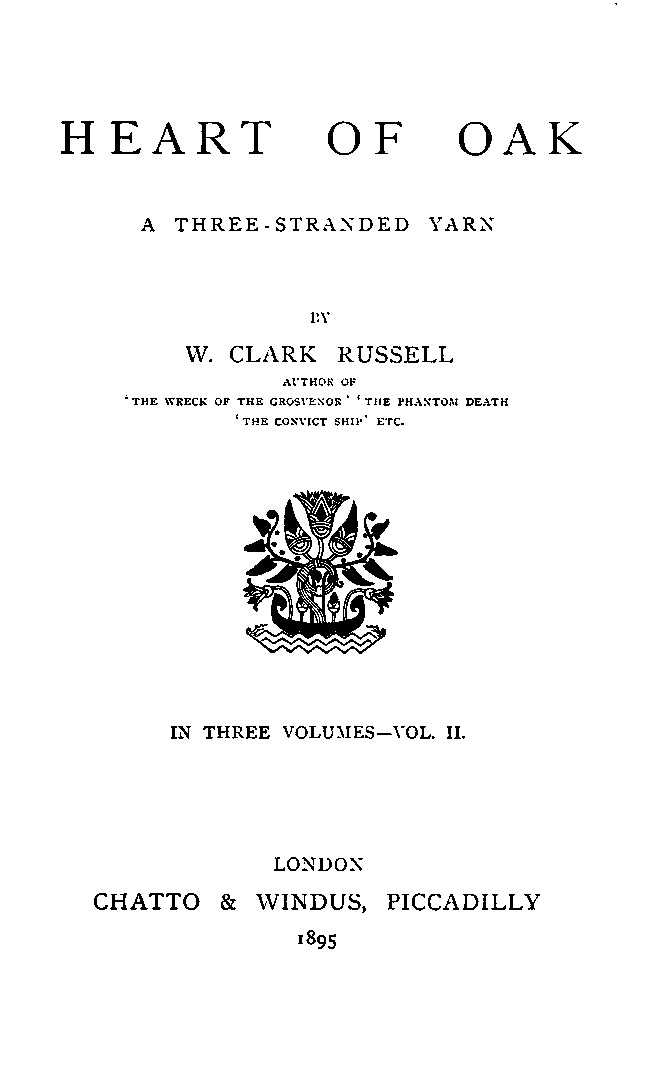 HEART OF OAK
A THREE-STRANDED YARN
BY
W. CLARK RUSSELL
AUTHOR OF
'THE WRECK OF THE GROSVENOR' 'THE PHANTOM DEATH
'THE CONVICT SHIP' ETC.
IN THREE VOLUMES—VOL. II.
LONDON
CHATTO & WINDUS, PICCADILLY
1895